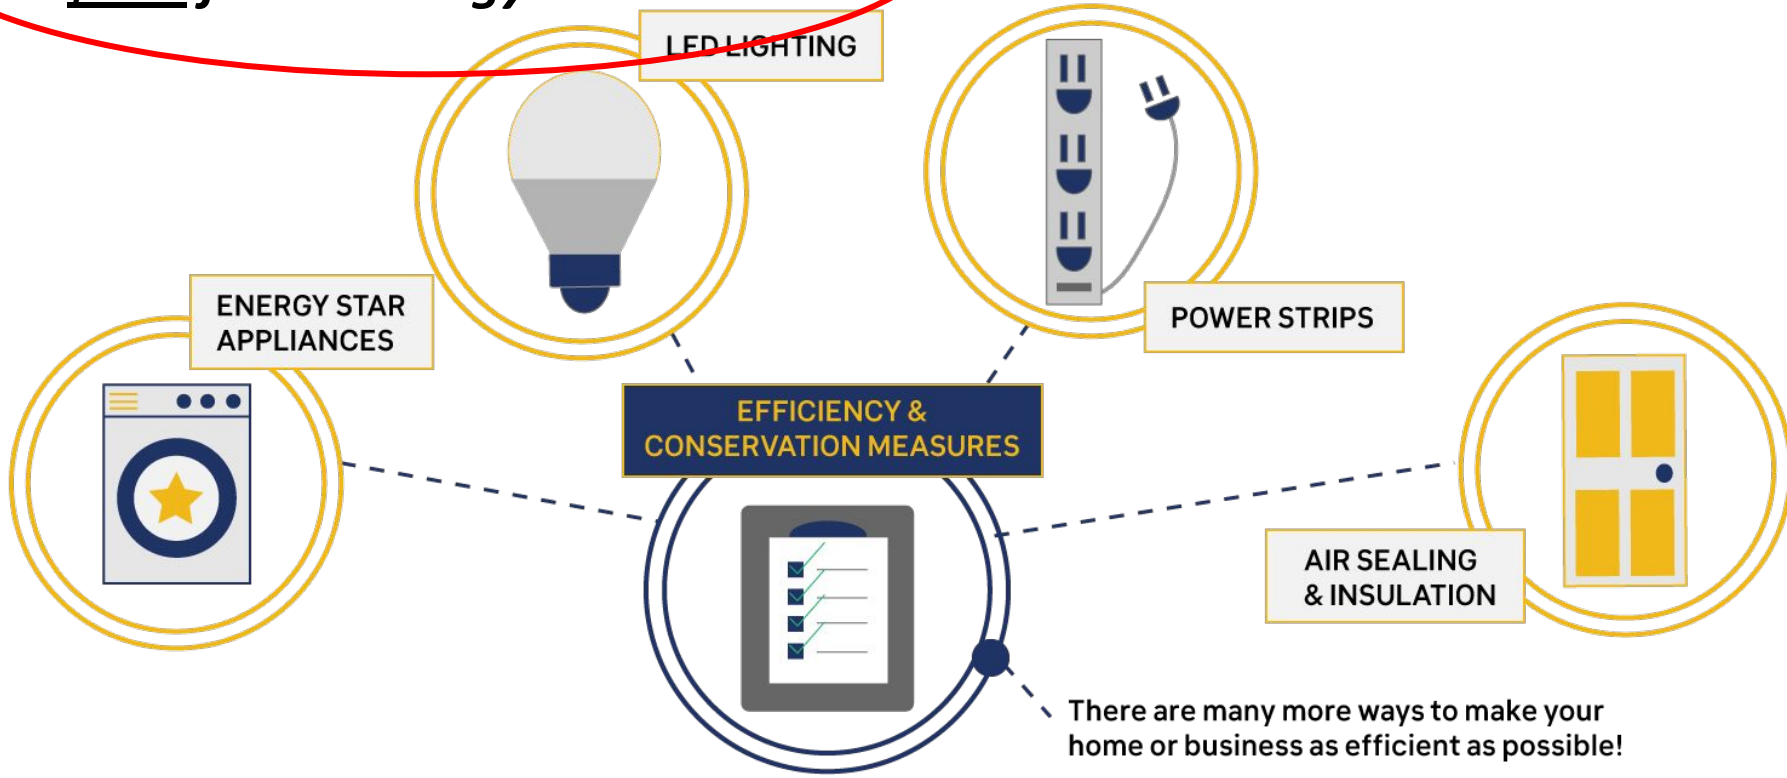 LED LIGHTING
ENERGY STAR
APPLIANCES
POWER STRIPS
EFFICIENCY &
CONSERVATION MEASURES
AIR SEALING
& INSULATION
There are many more ways to make your
home or business as efficient as possible!